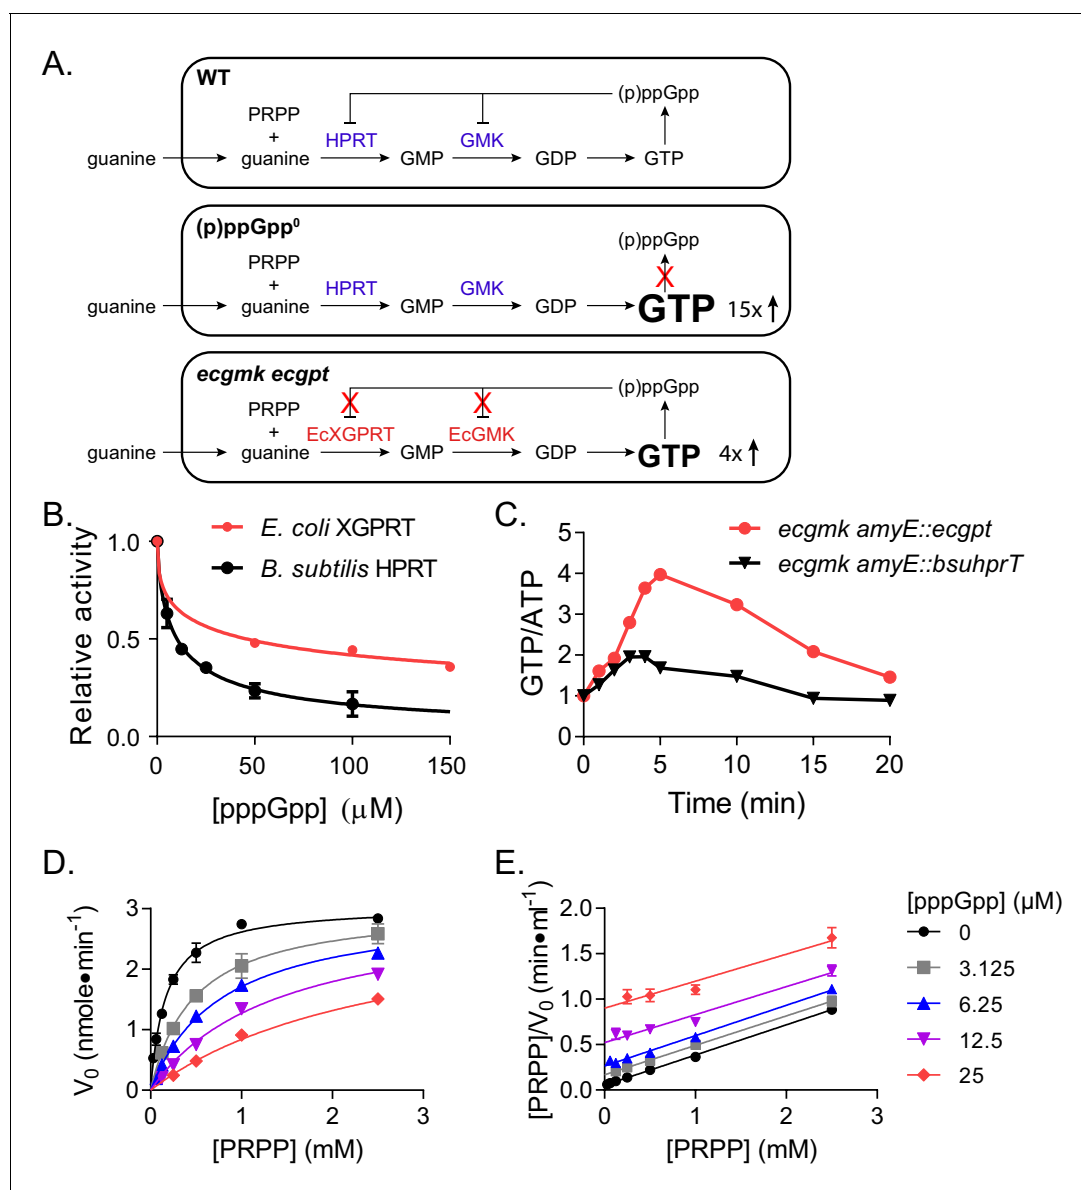 A.
WT
(p)ppGpp
PRPP
+
HPRT GMK
guanine guanine GMP GDP GTP
(p)ppGpp⁰
(p)ppGpp
X
PRPP
+
HPRT GMK
guanine guanine GMP GDP GTP 15x
ecgmk ecgpt
(p)ppGpp
X X
PRPP
+
EcXGPRT EcGMK
guanine guanine GMP GDP GTP 4x
B.
E. coli XGPRT
B. subtilis HPRT
Relative activity
1.0
0.5
0.0
0 50 100 150
[pppGpp] (µM)
C.
ecgmk amyE::ecgpt
ecgmk amyE::bsuhprT
GTP/ATP
5
4
3
2
1
0
0 5 10 15 20
Time (min)
D.
V₀ (nmole•min⁻¹)
3
2
1
0
0 1 2 3
[PRPP] (mM)
E.
[PRPP]/V₀ (min•ml⁻¹)
2.0
1.5
1.0
0.5
0.0
0 1 2 3
[PRPP] (mM)
[pppGpp] (µM)
0
3.125
6.25
12.5
25